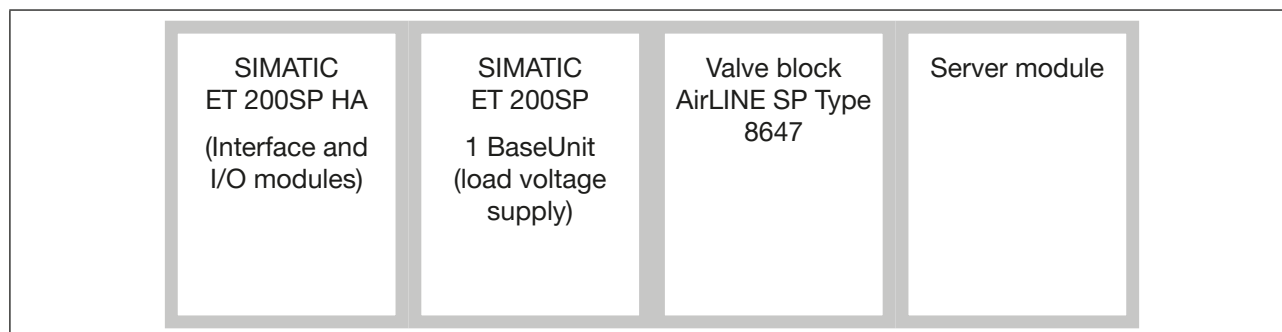 SIMATIC
ET 200SP HA
(Interface and
I/O modules)
SIMATIC
ET 200SP
1 BaseUnit
(load voltage
supply)
Valve block
AirLINE SP Type
8647
Server module